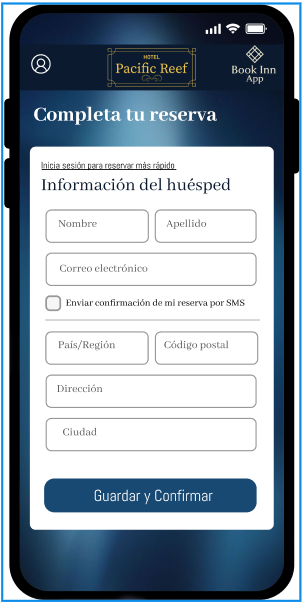 HOTEL
Pacific Reef
Book Inn
App
Completa tu reserva
Inicia sesión para reservar más rápido
Información del huésped
Nombre
Apellido
Correo electrónico
Enviar confirmación de mi reserva por SMS
País/Región
Código postal
Dirección
Ciudad
Guardar y Confirmar